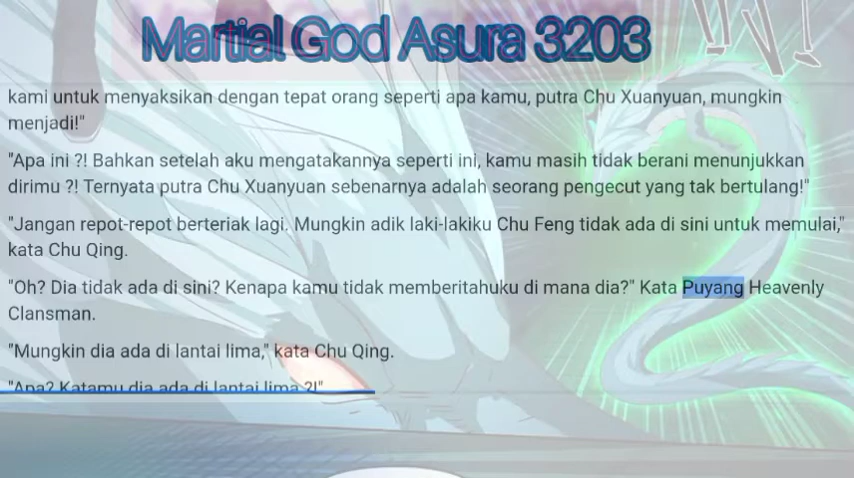 Martial God Asura 3203
kami untuk menyaksikan dengan tepat orang seperti apa kamu, putra Chu Xuanyuan, mungkin
menjadi!"
"Apa ini ?! Bahkan setelah aku mengatakannya seperti ini, kamu masih tidak berani menunjukkan
dirimu ?! Ternyata putra Chu Xuanyuan sebenarnya adalah seorang pengecut yang tak bertulang!"
"Jangan repot-repot berteriak lagi. Mungkin adik laki-lakiku Chu Feng tidak ada di sini untuk memulai,"
kata Chu Qing.
"Oh? Dia tidak ada di sini? Kenapa kamu tidak memberitahuku di mana dia?" Kata Puyang Heavenly
Clansman.
"Mungkin dia ada di lantai lima," kata Chu Qing.
"Apa? Katamu dia ada di lantai lima ?!"